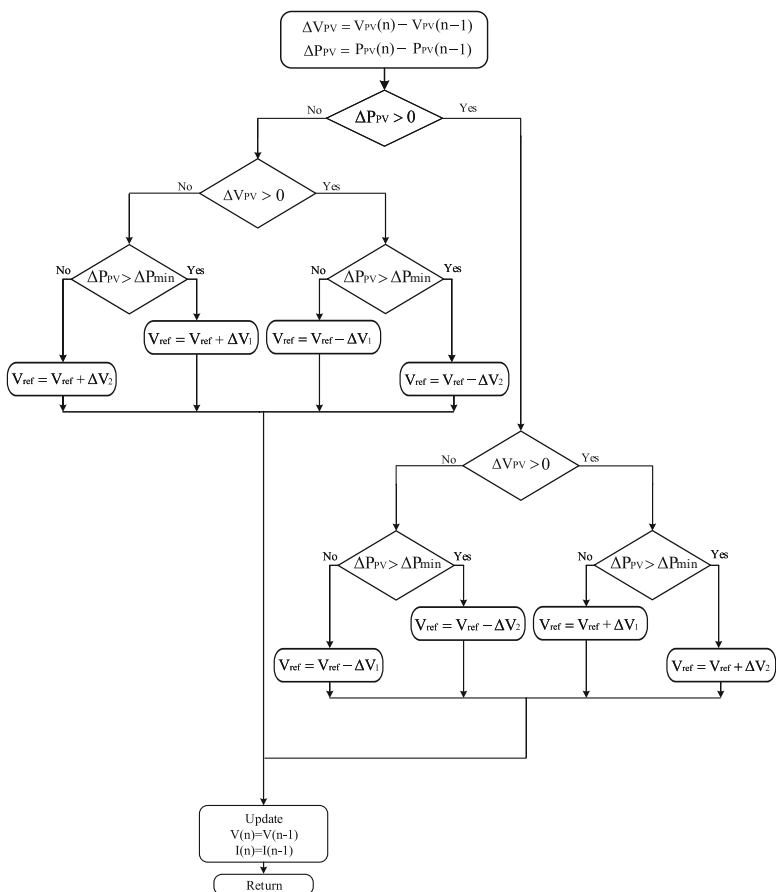 ΔVPV = VPV(n) − VPV(n−1)
ΔPPV = PPV(n) − PPV(n−1)
No
ΔPPV > 0
Yes
No
ΔVPV > 0
Yes
No
ΔPPV > ΔPmin
Yes
No
ΔPPV > ΔPmin
Yes
Vref = Vref + ΔV1
Vref = Vref − ΔV1
Vref = Vref + ΔV2
Vref = Vref − ΔV2
No
ΔVPV > 0
Yes
No
ΔPPV > ΔPmin
Yes
No
ΔPPV > ΔPmin
Yes
Vref = Vref − ΔV2
Vref = Vref + ΔV1
Vref = Vref − ΔV1
Vref = Vref + ΔV2
Update
V(n)=V(n-1)
I(n)=I(n-1)
Return